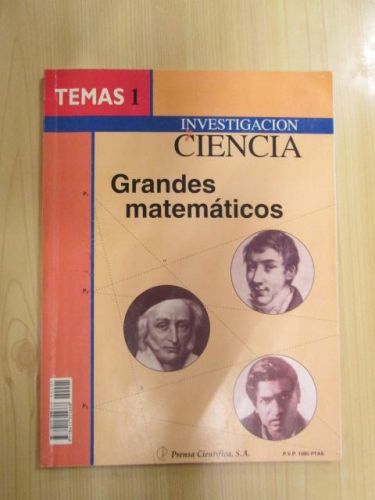 TEMAS 1
INVESTIGACION
Y
CIENCIA
Grandes
matemáticos
Prensa Científica, S.A.